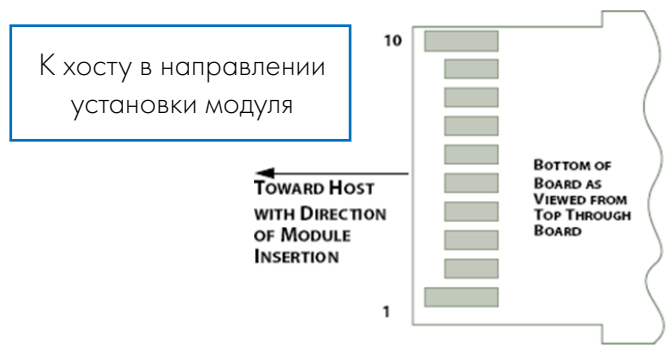 К хосту в направлении
установки модуля
10
TOWARD HOST
WITH DIRECTION
OF MODULE
INSERTION
BOTTOM OF
BOARD AS
VIEWED FROM
TOP THROUGH
BOARD
1